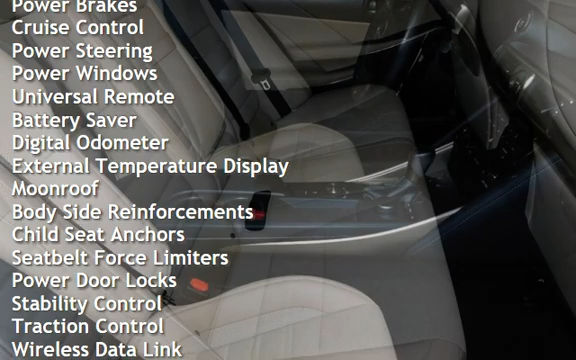 Power Brakes
Cruise Control
Power Steering
Power Windows
Universal Remote
Battery Saver
Digital Odometer
External Temperature Display
Moonroof
Body Side Reinforcements
Child Seat Anchors
Seatbelt Force Limiters
Power Door Locks
Stability Control
Traction Control
Wireless Data Link